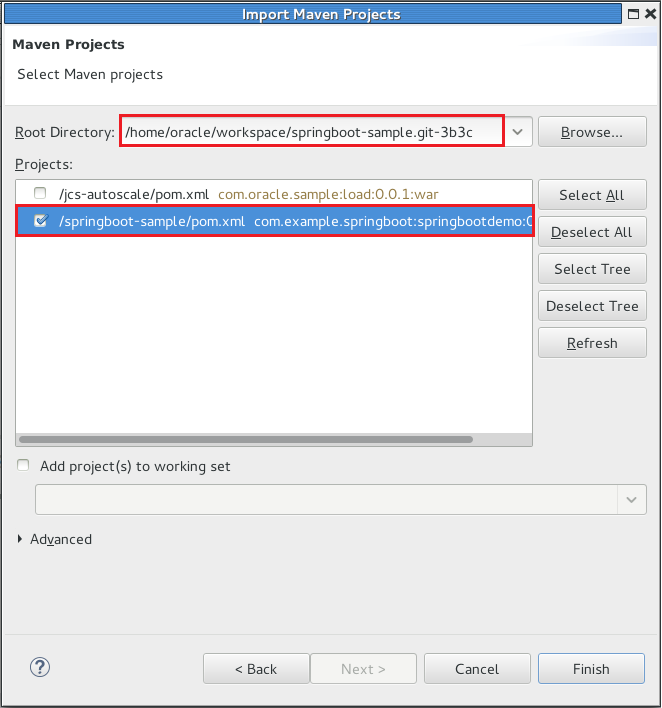 Import Maven Projects
Maven Projects
Select Maven projects
Root Directory: /home/oracle/workspace/springboot-sample.git-3b3c Browse...
Projects:
/jcs-autoscale/pom.xml com.oracle.sample:load:0.0.1:war Select All
/springboot-sample/pom.xml com.example.springboot:springbootdemo:0
Deselect All
Select Tree
Deselect Tree
Refresh
Add project(s) to working set
Advanced
? < Back Next > Cancel Finish